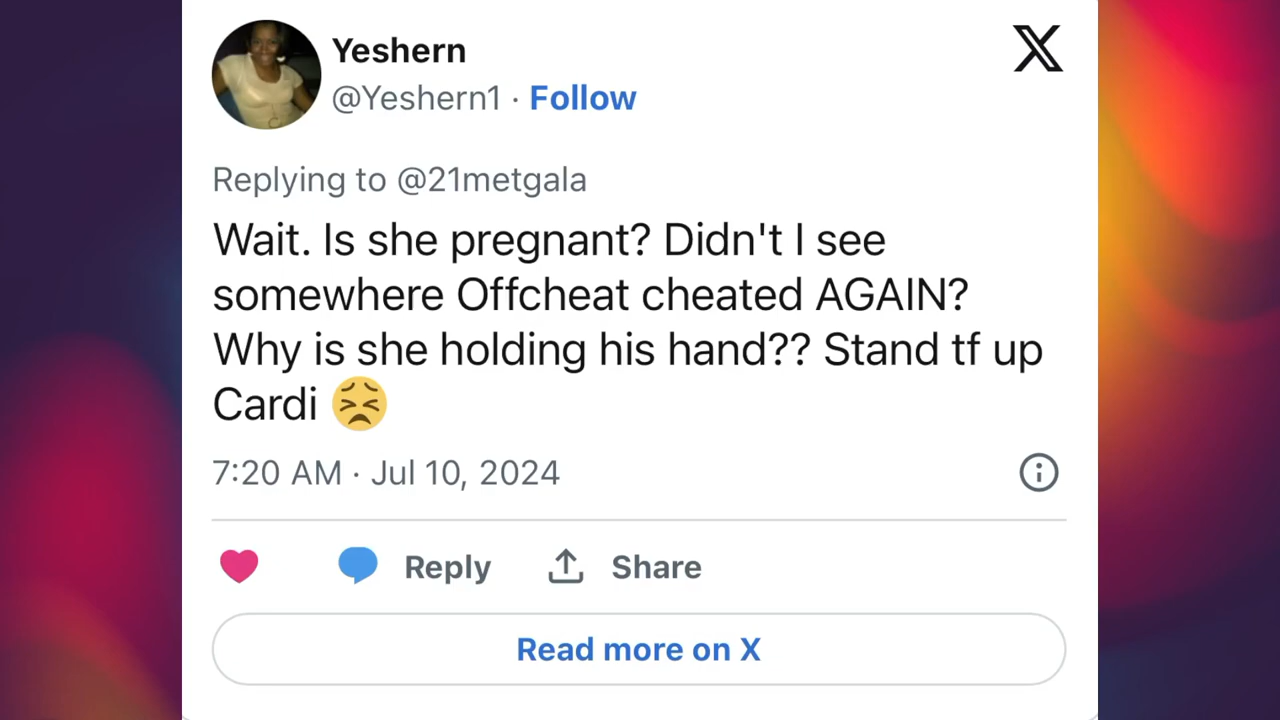 Yeshern
@Yeshern1 · Follow
Replying to @21metgala
Wait. Is she pregnant? Didn't I see
somewhere Offcheat cheated AGAIN?
Why is she holding his hand?? Stand tf up
Cardi 😣
7:20 AM · Jul 10, 2024
Reply Share
Read more on X